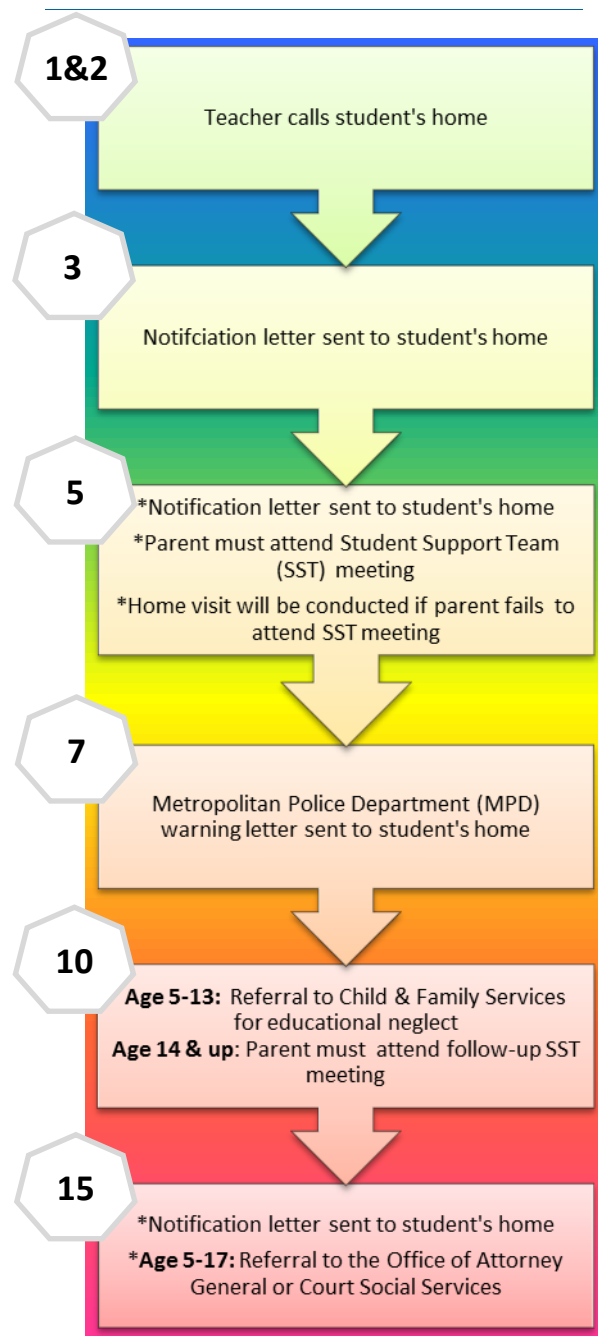 1&2
Teacher calls student's home
3
Notifciation letter sent to student's home
5
*Notification letter sent to student's home
*Parent must attend Student Support Team
(SST) meeting
*Home visit will be conducted if parent fails to
attend SST meeting
7
Metropolitan Police Department (MPD)
warning letter sent to student's home
10
Age 5-13: Referral to Child & Family Services
for educational neglect
Age 14 & up: Parent must attend follow-up SST
meeting
15
*Notification letter sent to student's home
*Age 5-17: Referral to the Office of Attorney
General or Court Social Services